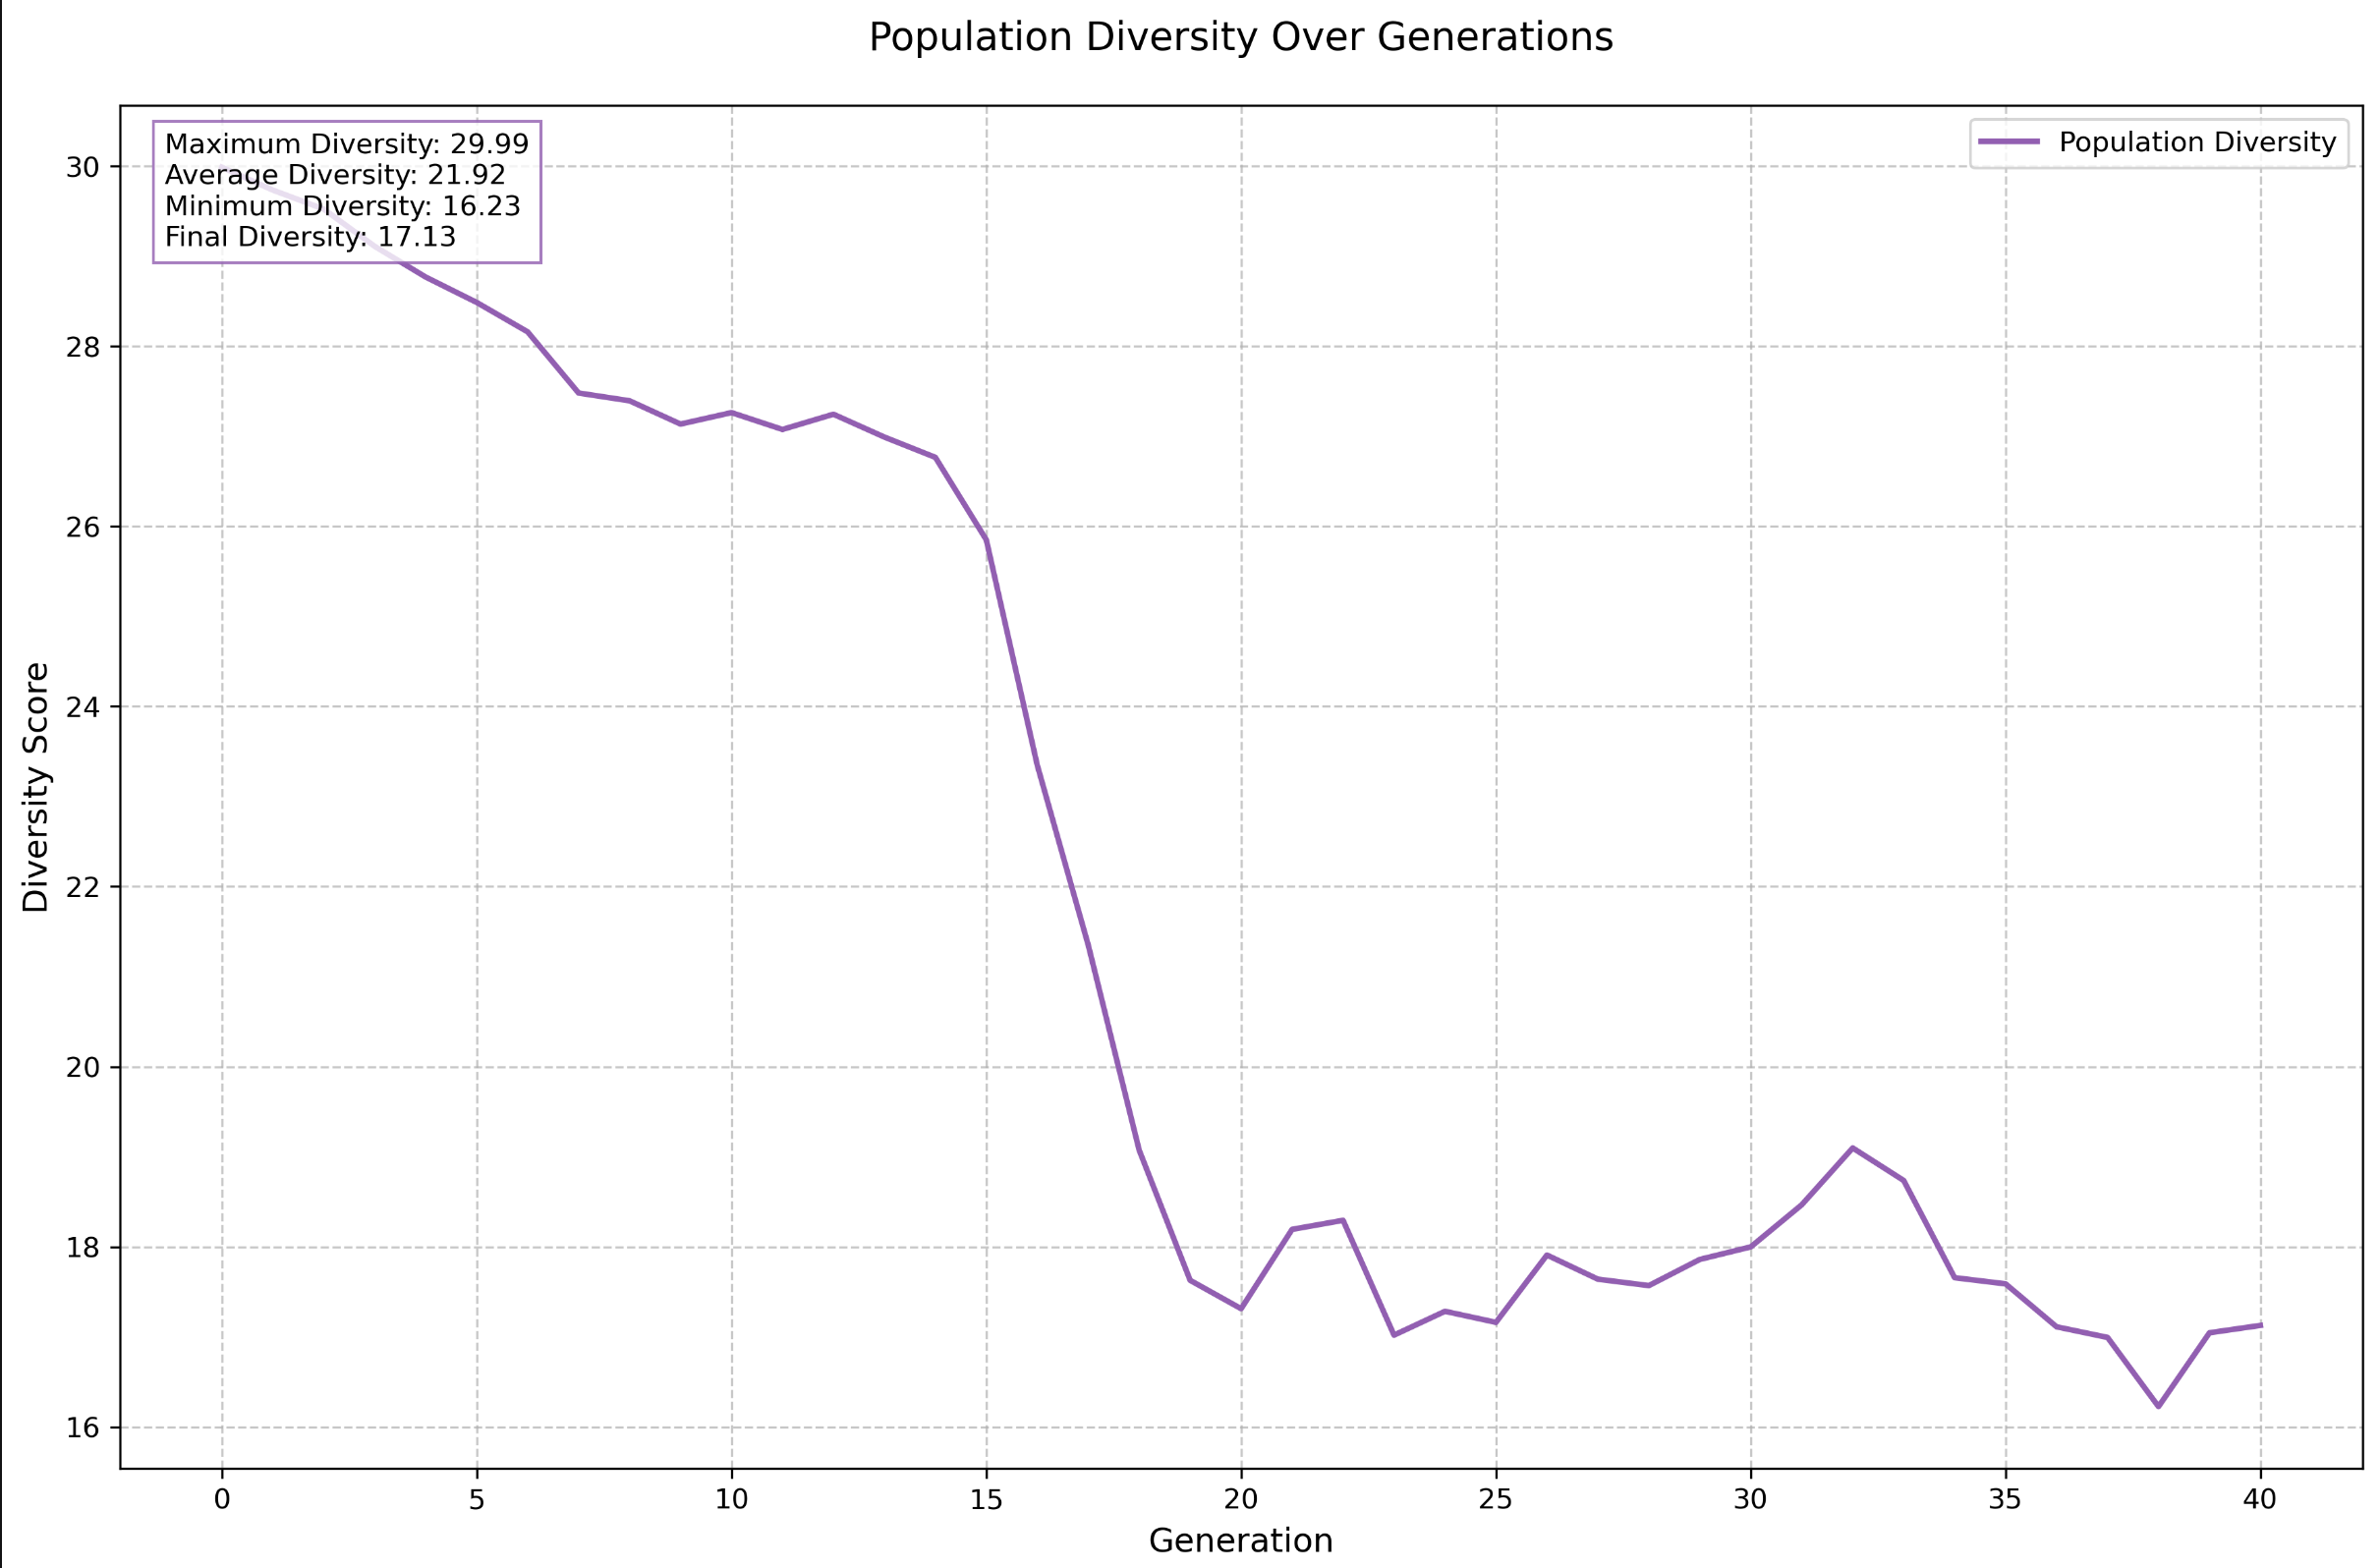 Population Diversity Over Generations
Maximum Diversity: 29.99
Average Diversity: 21.92
Minimum Diversity: 16.23
Final Diversity: 17.13
Population Diversity
30
28
26
24
22
20
18
16
Diversity Score
0 5 10 15 20 25 30 35 40
Generation